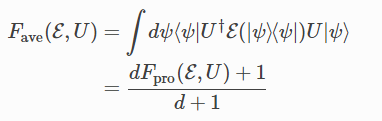 F_ave(ℰ, U) = ∫ dψ⟨ψ|U†ℰ(|ψ⟩⟨ψ|)U|ψ⟩
= (dF_pro(ℰ, U) + 1) / (d + 1)